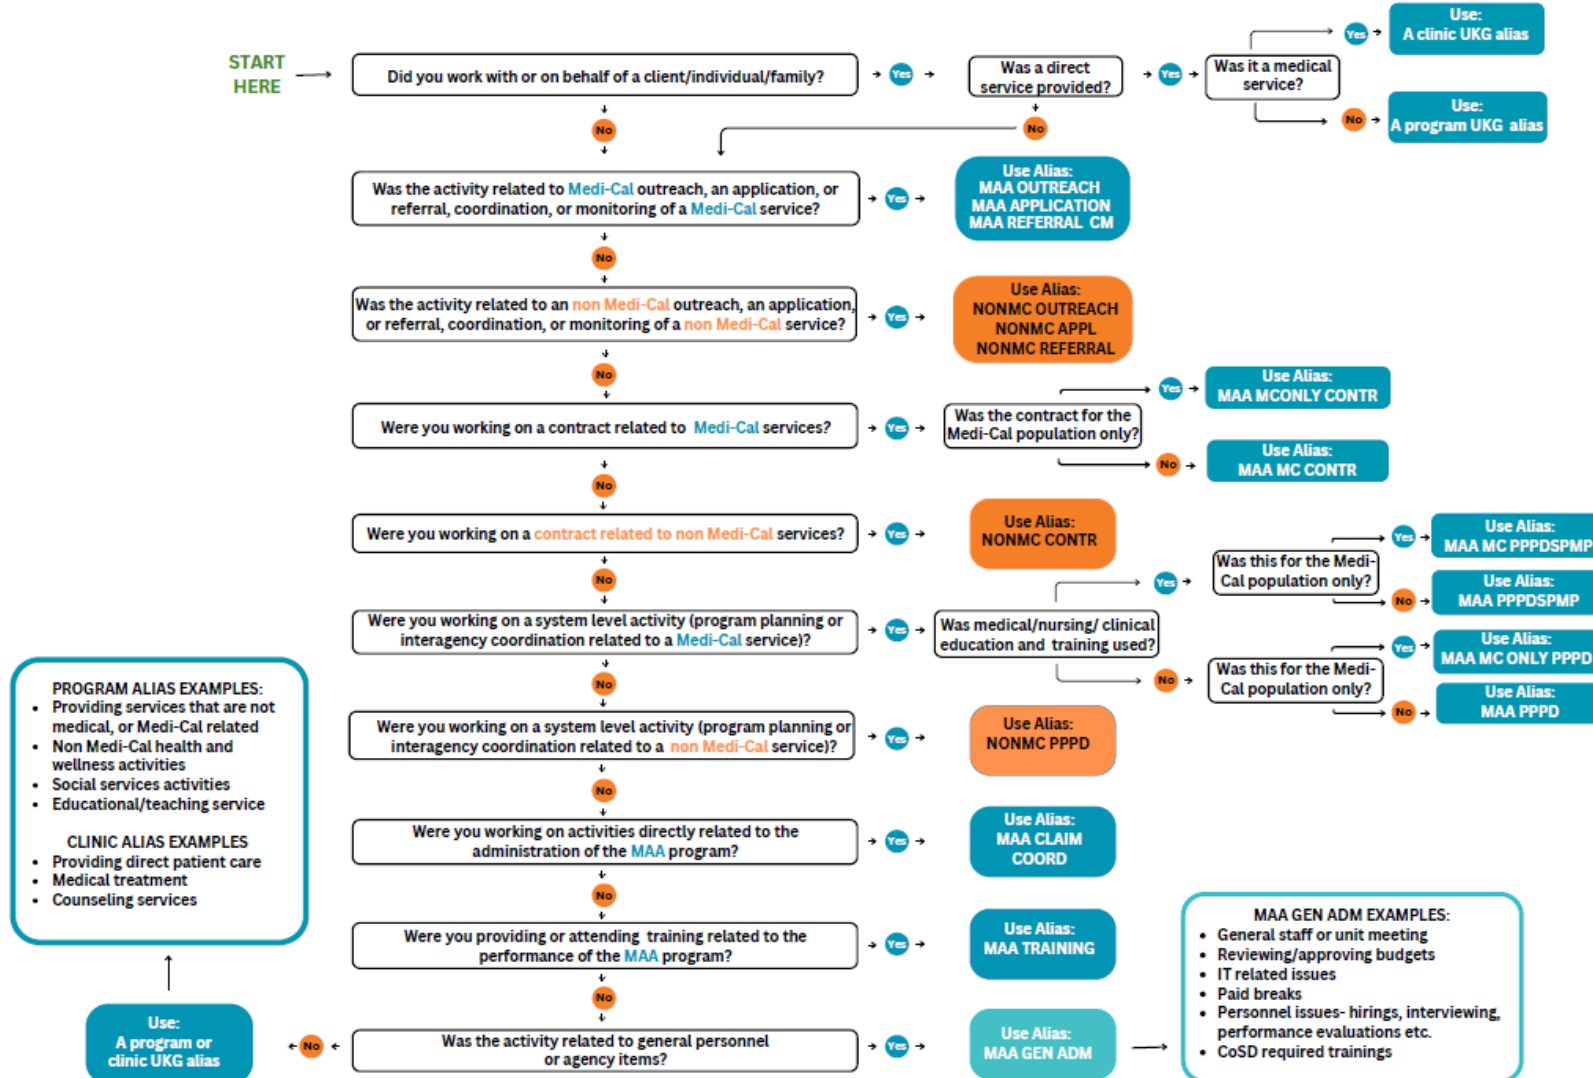 START
HERE
Did you work with or on behalf of a client/individual/family?
Yes
Was a direct
service provided?
Yes
Was it a medical
service?
Yes
Use:
A clinic UKG alias
No
Use:
A program UKG alias
No
No
Was the activity related to Medi-Cal outreach, an application, or
referral, coordination, or monitoring of a Medi-Cal service?
Yes
Use Alias:
MAA OUTREACH
MAA APPLICATION
MAA REFERRAL CM
No
Was the activity related to an non Medi-Cal outreach, an application,
or referral, coordination, or monitoring of a non Medi-Cal service?
Yes
Use Alias:
NONMC OUTREACH
NONMC APPL
NONMC REFERRAL
No
Were you working on a contract related to Medi-Cal services?
Yes
Was the contract for the
Medi-Cal population only?
Yes
Use Alias:
MAA MCONLY CONTR
No
Use Alias:
MAA MC CONTR
No
Were you working on a contract related to non Medi-Cal services?
Yes
Use Alias:
NONMC CONTR
No
Were you working on a system level activity (program planning or
interagency coordination related to a Medi-Cal service)?
Yes
Was medical/nursing/ clinical
education and training used?
Yes
Was this for the Medi-
Cal population only?
Yes
Use Alias:
MAA MC PPPDSPMP
No
Use Alias:
MAA PPPDSPMP
No
Was this for the Medi-
Cal population only?
Yes
Use Alias:
MAA MC ONLY PPPD
No
Use Alias:
MAA PPPD
No
Were you working on a system level activity (program planning or
interagency coordination related to a non Medi-Cal service)?
Yes
Use Alias:
NONMC PPPD
No
Were you working on activities directly related to the
administration of the MAA program?
Yes
Use Alias:
MAA CLAIM
COORD
No
Were you providing or attending training related to the
performance of the MAA program?
Yes
Use Alias:
MAA TRAINING
No
Was the activity related to general personnel
or agency items?
Yes
Use Alias:
MAA GEN ADM
MAA GEN ADM EXAMPLES:
• General staff or unit meeting
• Reviewing/approving budgets
• IT related issues
• Paid breaks
• Personnel issues- hirings, interviewing,
performance evaluations etc.
• CoSD required trainings
No
Use:
A program or
clinic UKG alias
PROGRAM ALIAS EXAMPLES:
• Providing services that are not
medical, or Medi-Cal related
• Non Medi-Cal health and
wellness activities
• Social services activities
• Educational/teaching service
CLINIC ALIAS EXAMPLES
• Providing direct patient care
• Medical treatment
• Counseling services